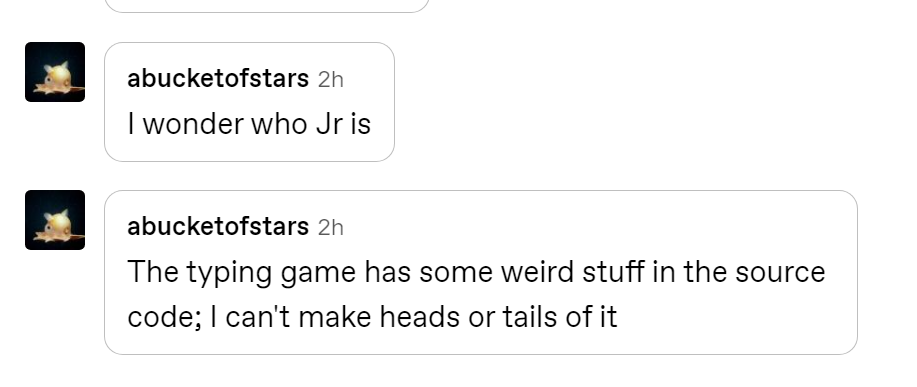 abucketofstars 2h
I wonder who Jr is
abucketofstars 2h
The typing game has some weird stuff in the source
code; I can't make heads or tails of it